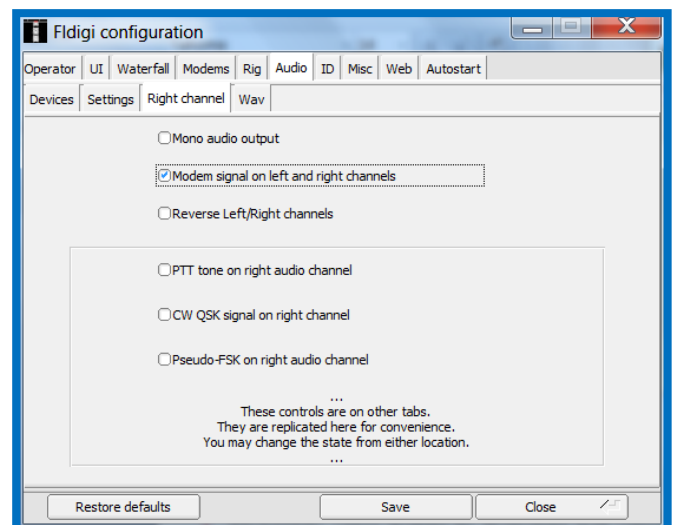 Fldigi configuration
Operator UI Waterfall Modems Rig Audio ID Misc Web Autostart
Devices Settings Right channel Wav
Mono audio output
Modem signal on left and right channels
Reverse Left/Right channels
PTT tone on right audio channel
CW QSK signal on right channel
Pseudo-FSK on right audio channel
...
These controls are on other tabs.
They are replicated here for convenience.
You may change the state from either location.
...
Restore defaults Save Close